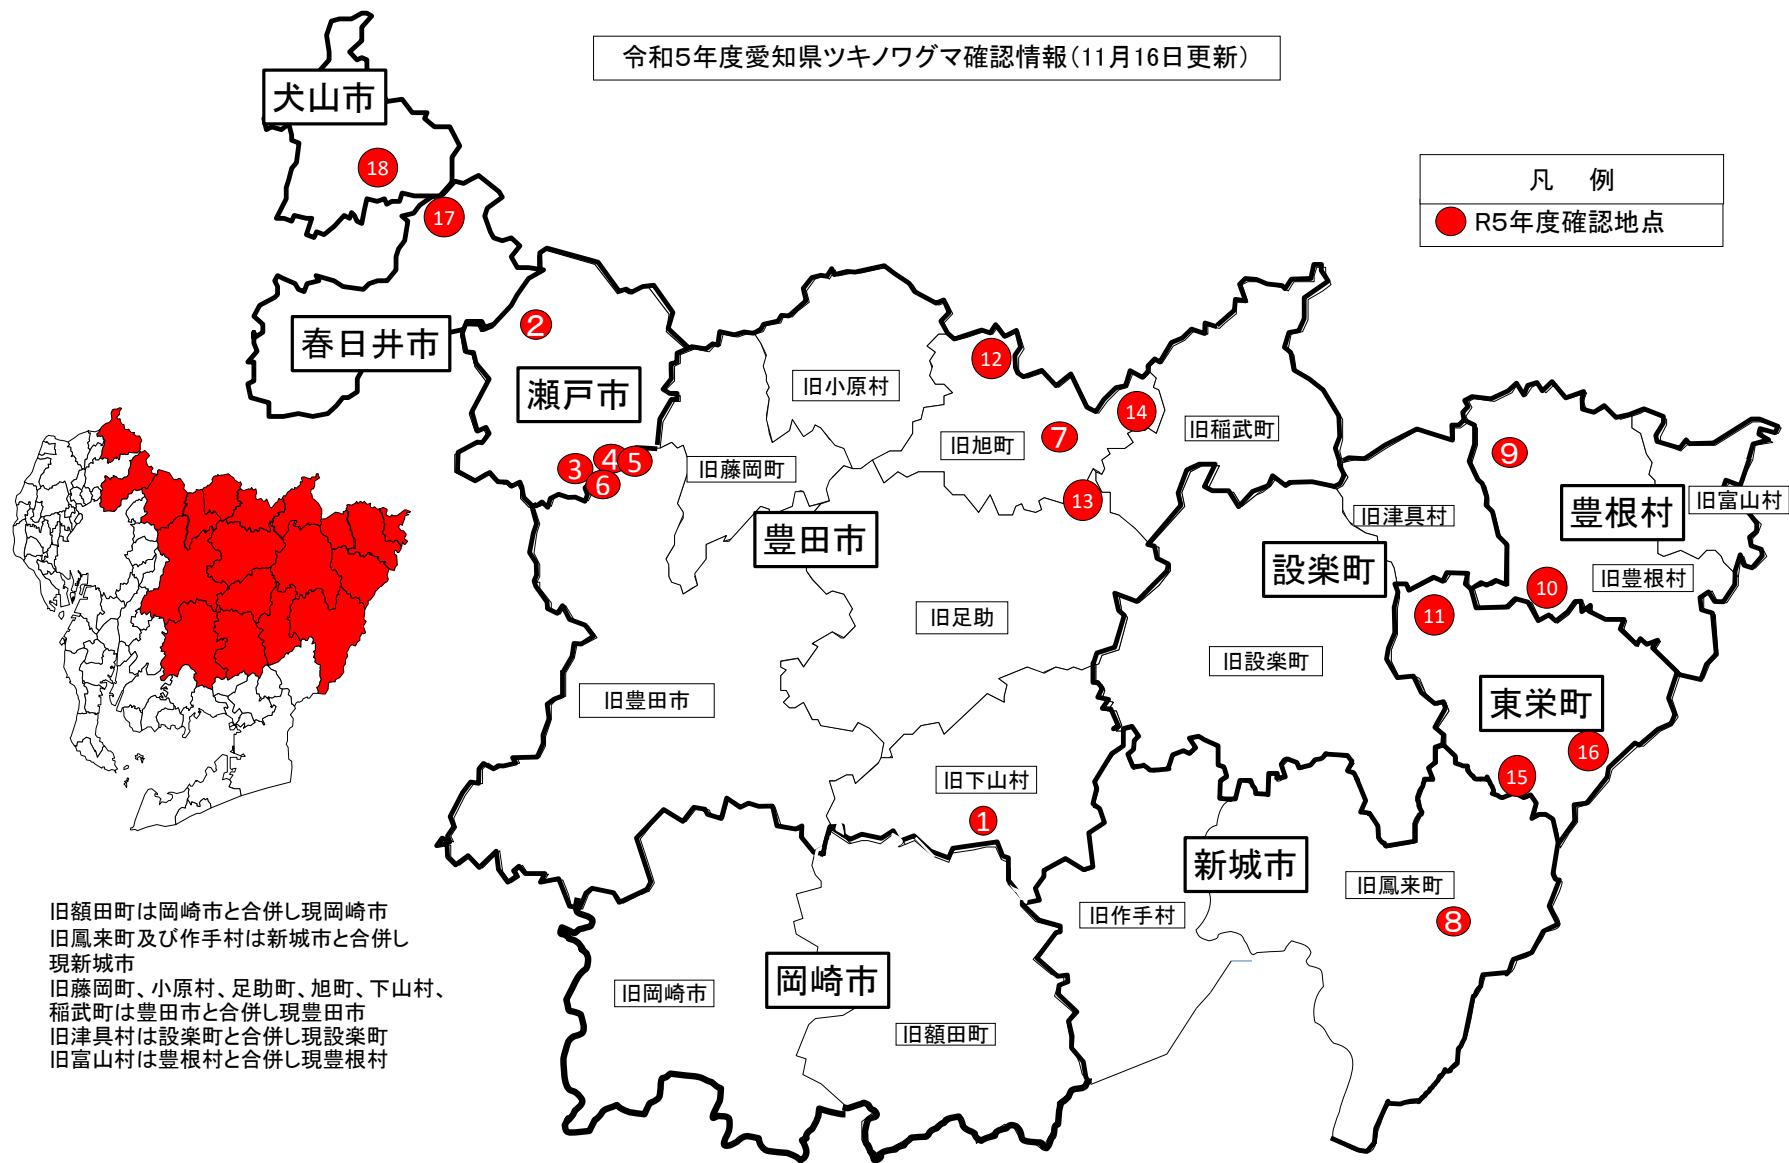 令和5年度愛知県ツキノワグマ確認情報(11月16日更新)
犬山市
18
17
凡 例
R5年度確認地点
春日井市
2
瀬戸市
3
4
5
6
旧小原村
12
旧旭町
7
14
旧稲武町
13
旧藤岡町
豊田市
旧足助
旧豊田市
旧下山村
1
9
豊根村
旧富山村
旧津具村
設楽町
旧豊根村
10
11
旧設楽町
東栄町
16
15
新城市
旧鳳来町
8
旧作手村
岡崎市
旧岡崎市
旧額田町
旧額田町は岡崎市と合併し現岡崎市
旧鳳来町及び作手村は新城市と合併し
現新城市
旧藤岡町、小原村、足助町、旭町、下山村、
稲武町は豊田市と合併し現豊田市
旧津具村は設楽町と合併し現設楽町
旧富山村は豊根村と合併し現豊根村